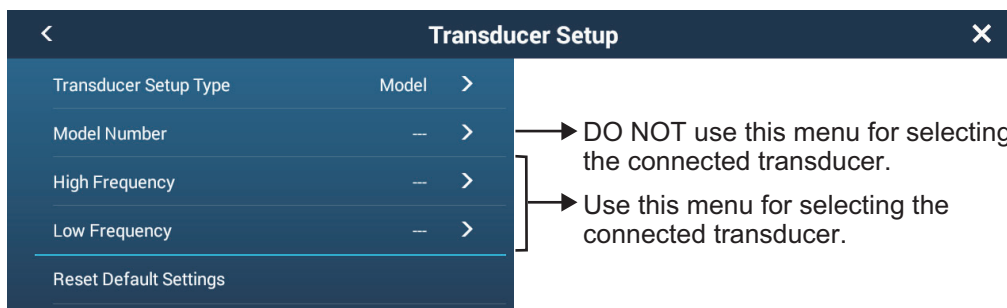 Transducer Setup
Transducer Setup Type Model
Model Number ---
High Frequency ---
Low Frequency ---
Reset Default Settings
DO NOT use this menu for selecting
the connected transducer.
Use this menu for selecting the
connected transducer.